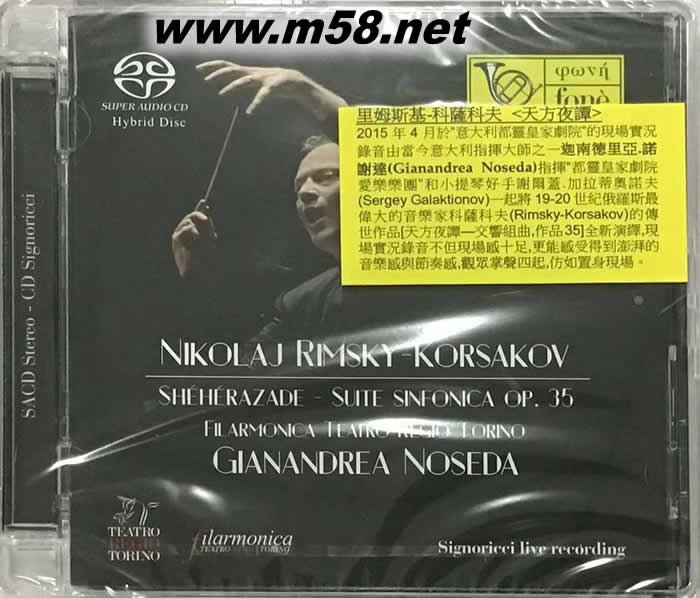 www.m58.net
SUPER AUDIO CD
Hybrid Disc
φωνή
fonè
里姆斯基-科薩科夫 <天方夜譚>
2015 年 4 月於"意大利都靈皇家劇院"的現場實況
錄音由當今意大利指揮大師之一迦南德里亞.諾
謝達(Gianandrea Noseda)指揮"都靈皇家劇院
愛樂樂團"和小提琴好手謝爾蓋.加拉蒂奧諾夫
(Sergey Galaktionov)一起將 19-20 世紀俄羅斯最
偉大的音樂家科薩科夫(Rimsky-Korsakov)的傳
世作品[天方夜譚—交響組曲,作品 35]全新演繹,現
場實況錄音不但現場感十足,更能感受得到澎湃的
音樂感與節奏感,觀眾掌聲四起,仿如置身現場。
SACD Stereo - CD Signoricci
NIKOLAJ RIMSKY-KORSAKOV
SHÉHÉRAZADE - SUITE SINFONICA OP. 35
FILARMONICA TEATRO REGIO TORINO
GIANANDREA NOSEDA
TEATRO
REGIO
TORINO
filarmonica
TEATRO TORINO
Signoricci live recording